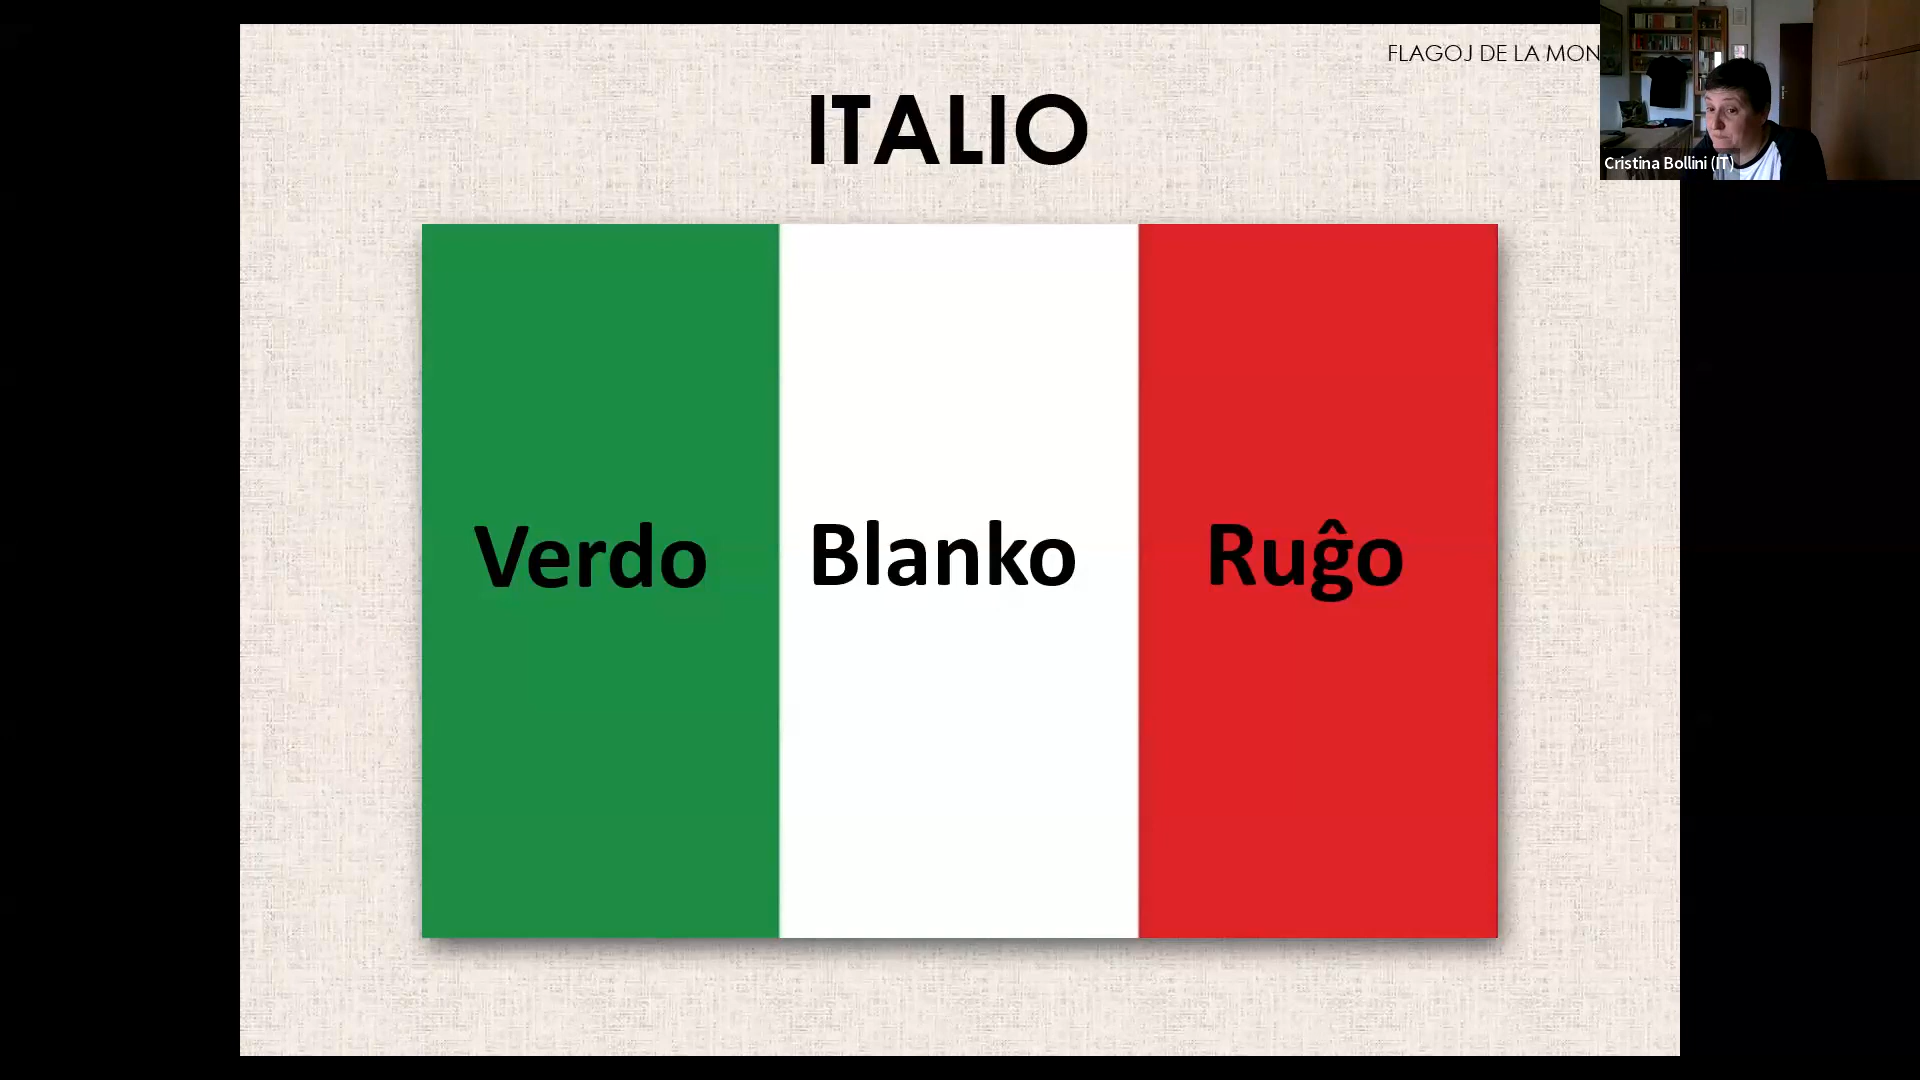 FLAGOJ DE LA MON
ITALIO
Cristina Bollini (IT)
Verdo
Blanko
Ruĝo